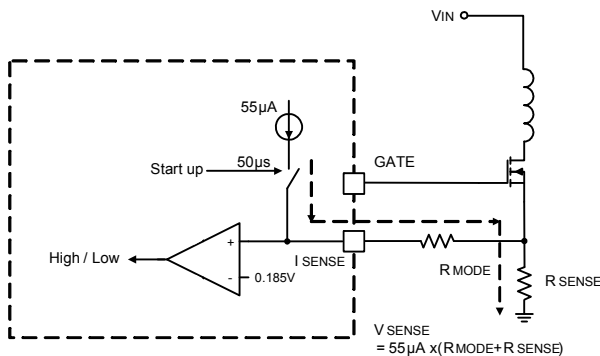 VIN
55µA
Start up
50µs
GATE
+
High / Low
I SENSE
-
0.185V
R MODE
R SENSE
V SENSE
= 55µA x(R MODE+R SENSE)